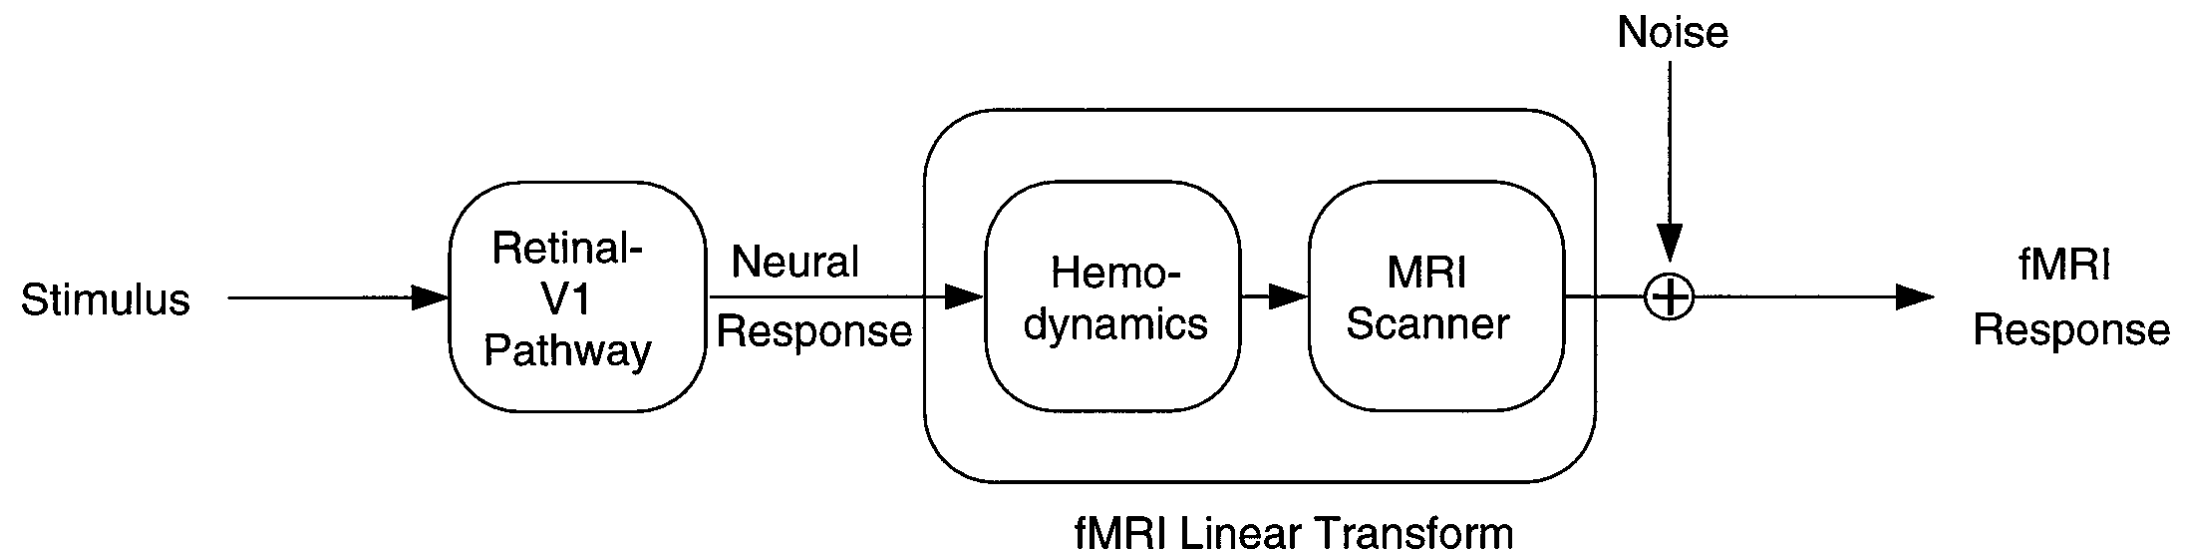 Noise
Stimulus
Retinal-
V1
Pathway
Neural
Response
Hemo-
dynamics
MRI
Scanner
fMRI
Response
fMRI Linear Transform